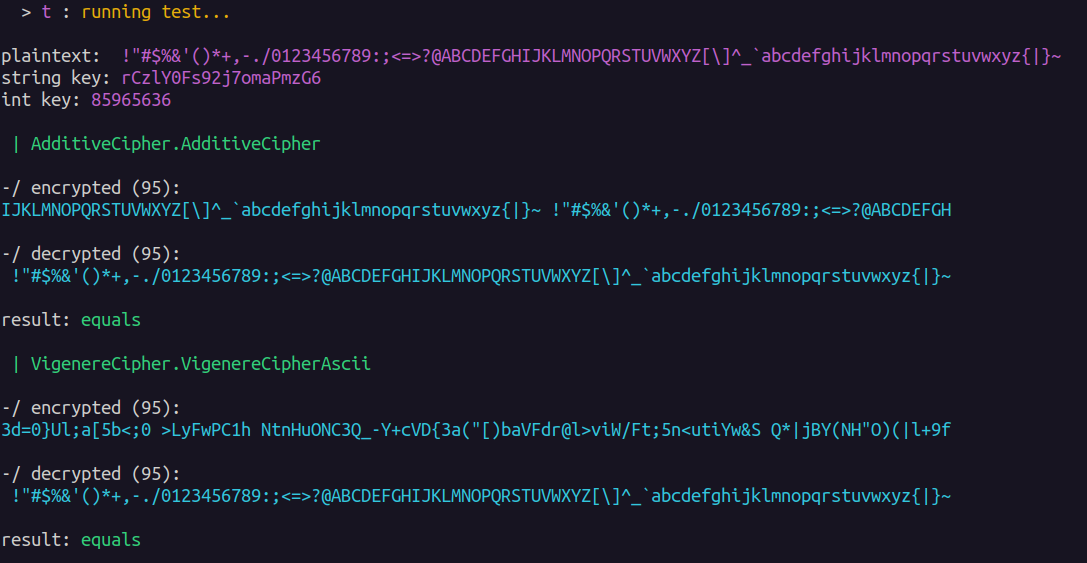 > t : running test...
plaintext:  !"#$%&'()*+,-./0123456789:;<=>?@ABCDEFGHIJKLMNOPQRSTUVWXYZ[\]^_`abcdefghijklmnopqrstuvwxyz{|}~
string key: rCzlY0Fs92j7omaPmzG6
int key: 85965636
| AdditiveCipher.AdditiveCipher
-/ encrypted (95):
IJKLMNOPQRSTUVWXYZ[\]^_`abcdefghijklmnopqrstuvwxyz{|}~ !"#$%&'()*+,-./0123456789:;<=>?@ABCDEFGH
-/ decrypted (95):
 !"#$%&'()*+,-./0123456789:;<=>?@ABCDEFGHIJKLMNOPQRSTUVWXYZ[\]^_`abcdefghijklmnopqrstuvwxyz{|}~
result: equals
| VigenereCipher.VigenereCipherAscii
-/ encrypted (95):
3d=0}Ul;a[5b<;0 >LyFwPC1h NtnHuONC3Q_-Y+cVD{3a("[)baVFdr@l>viW/Ft;5n<utiYw&S Q*|jBY(NH"O)(|l+9f
-/ decrypted (95):
 !"#$%&'()*+,-./0123456789:;<=>?@ABCDEFGHIJKLMNOPQRSTUVWXYZ[\]^_`abcdefghijklmnopqrstuvwxyz{|}~
result: equals